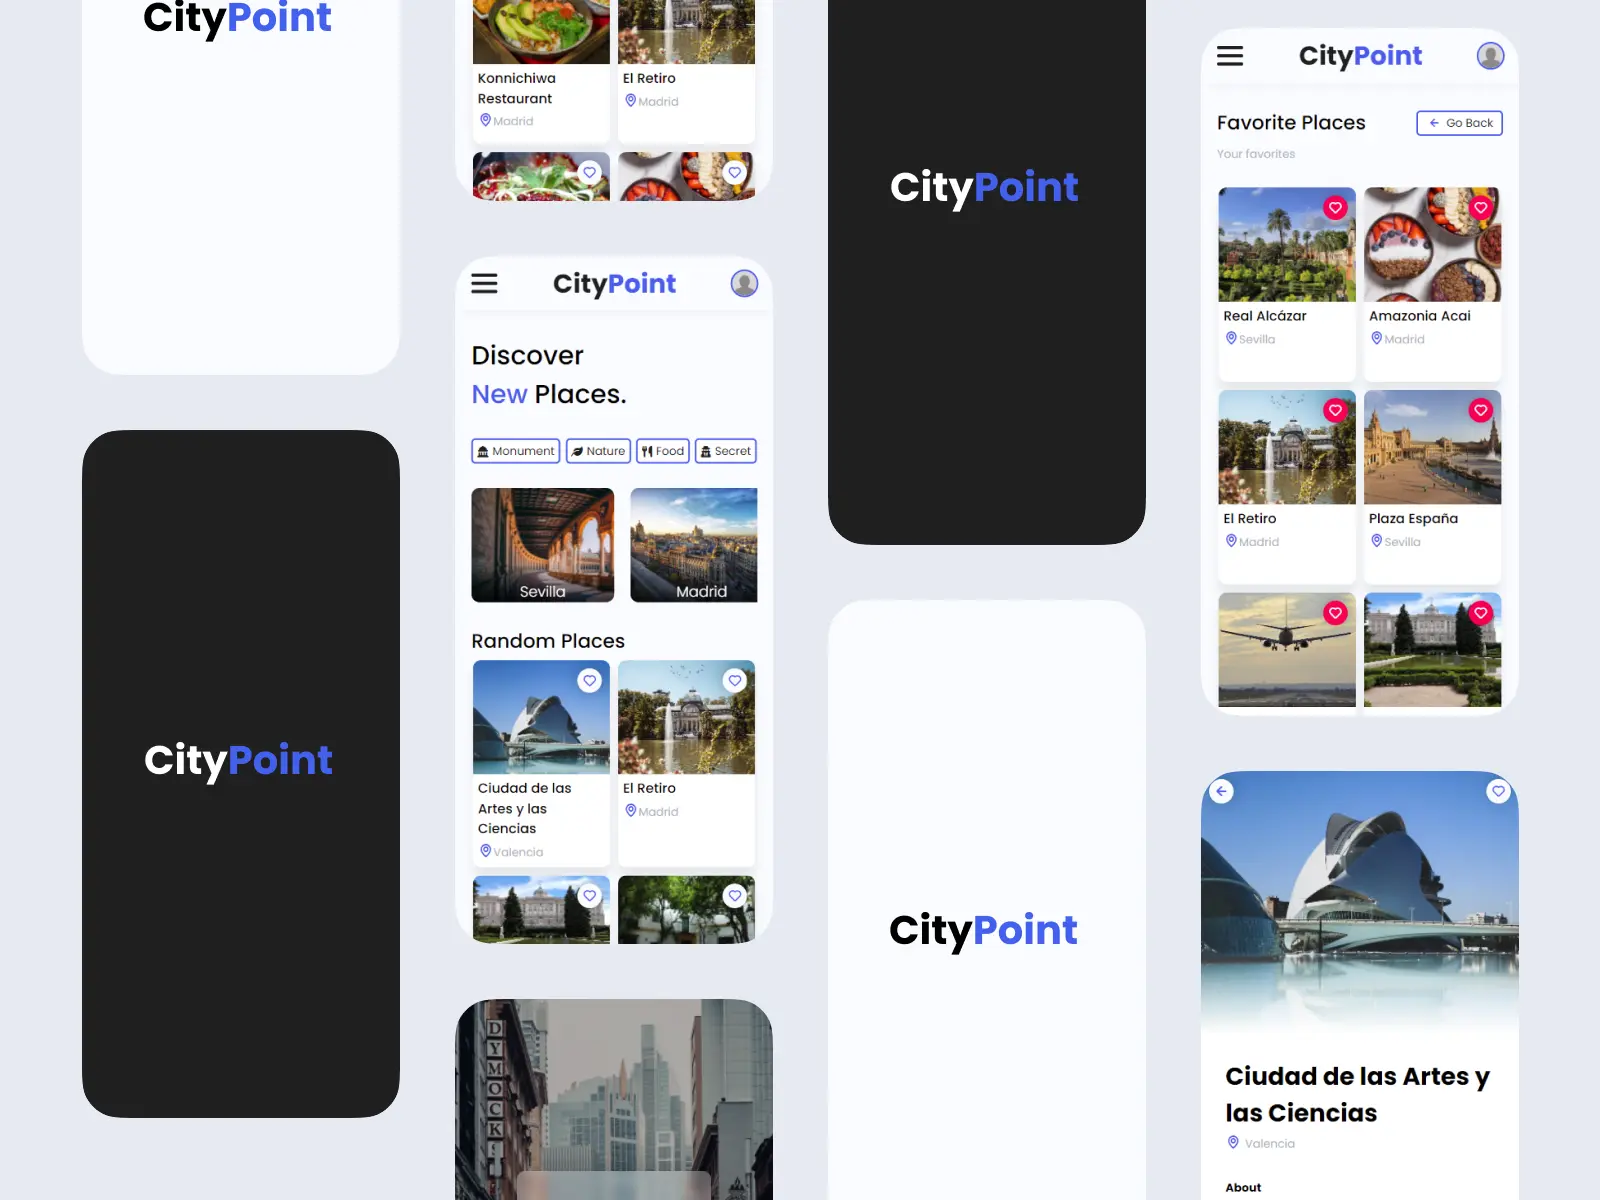 CityPoint
CityPoint
Konnichiwa
Restaurant
Madrid
El Retiro
Madrid
CityPoint
Discover
New Places.
Monument
Nature
Food
Secret
Sevilla
Madrid
Random Places
Ciudad de las
Artes y las
Ciencias
Valencia
El Retiro
Madrid
DYMOCKS
CityPoint
CityPoint
CityPoint
Favorite Places
Go Back
Your favorites
Real Alcázar
Sevilla
Amazonia Acai
Madrid
El Retiro
Madrid
Plaza España
Sevilla
Ciudad de las Artes y
las Ciencias
Valencia
About